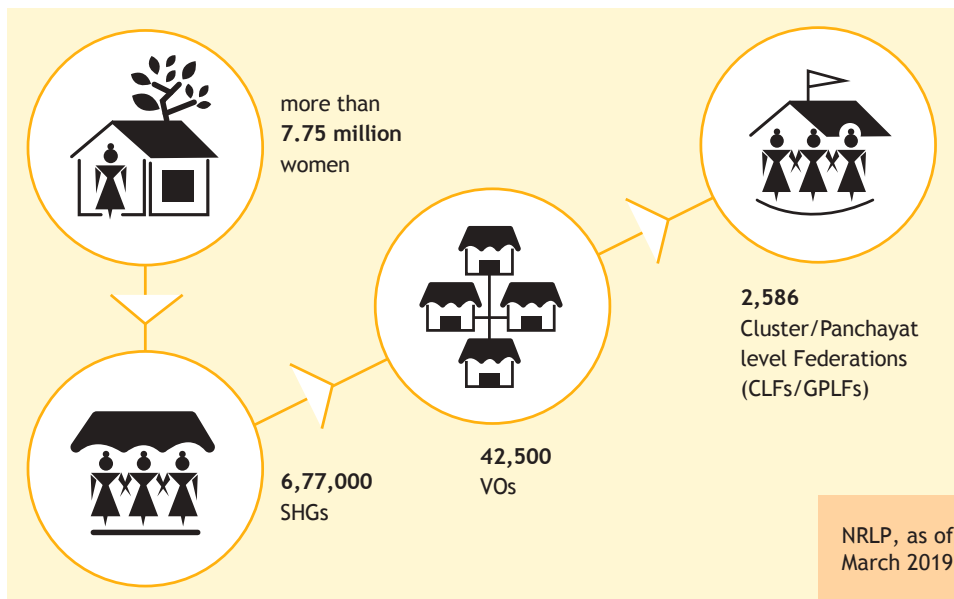 more than
7.75 million
women
6,77,000
SHGs
42,500
VOs
2,586
Cluster/Panchayat
level Federations
(CLFs/GPLFs)
NRLP, as of
March 2019